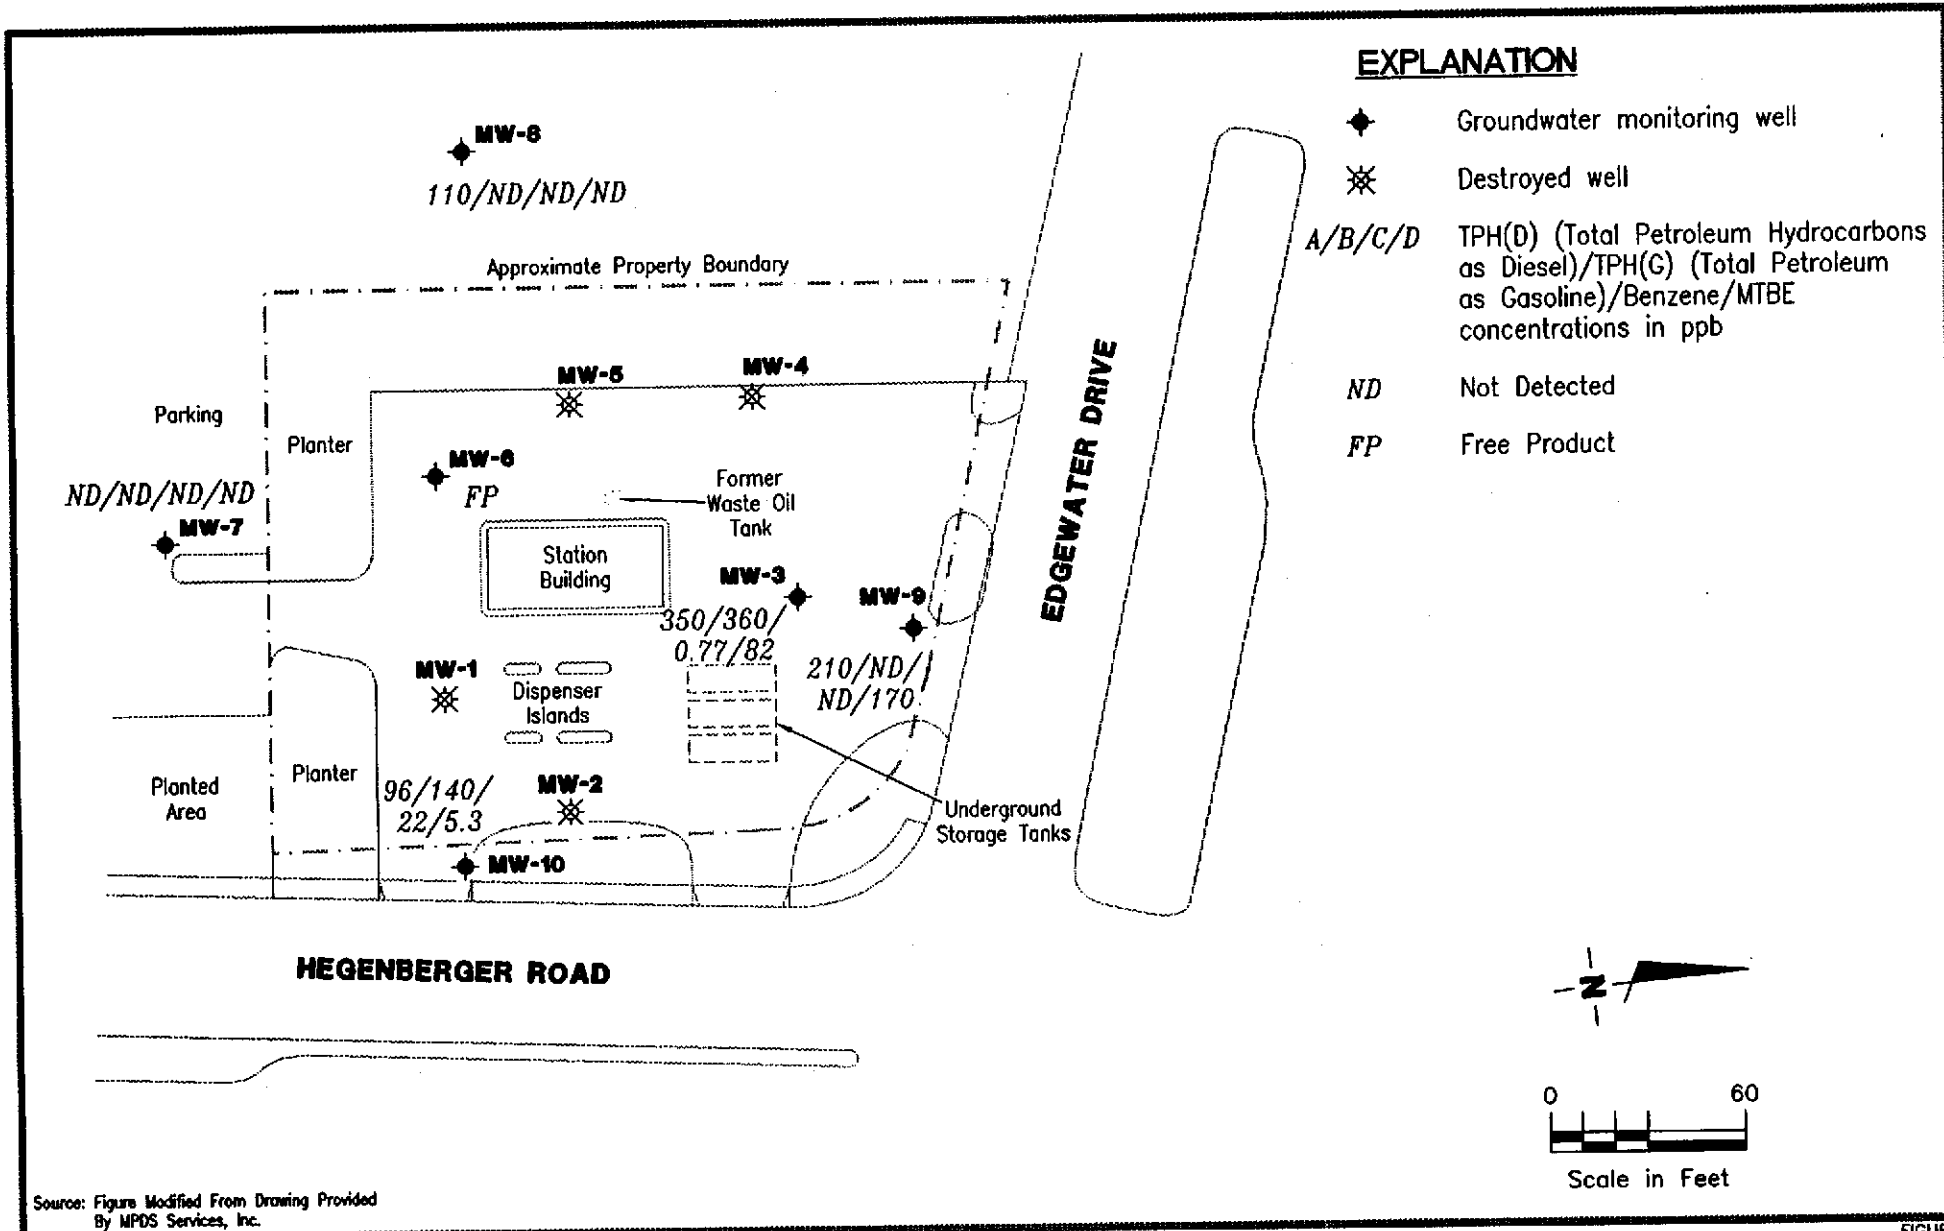 EXPLANATION
Groundwater monitoring well
Destroyed well
A/B/C/D TPH(D) (Total Petroleum Hydrocarbons
as Diesel)/TPH(G) (Total Petroleum
as Gasoline)/Benzene/MTBE
concentrations in ppb
ND Not Detected
FP Free Product
MW-8
110/ND/ND/ND
Approximate Property Boundary
MW-5
MW-4
Parking
Planter
MW-6
FP
Former
Waste Oil
Tank
ND/ND/ND/ND
MW-7
Station
Building
MW-3
350/360/
0.77/82
MW-9
210/ND/
ND/170
EDGEWATER DRIVE
MW-1
Dispenser
Islands
Planted
Area
Planter
96/140/
22/5.3
MW-2
Underground
Storage Tanks
MW-10
HEGENBERGER ROAD
N
0 60
Scale in Feet
Source: Figure Modified From Drawing Provided
By MPDS Services, Inc.